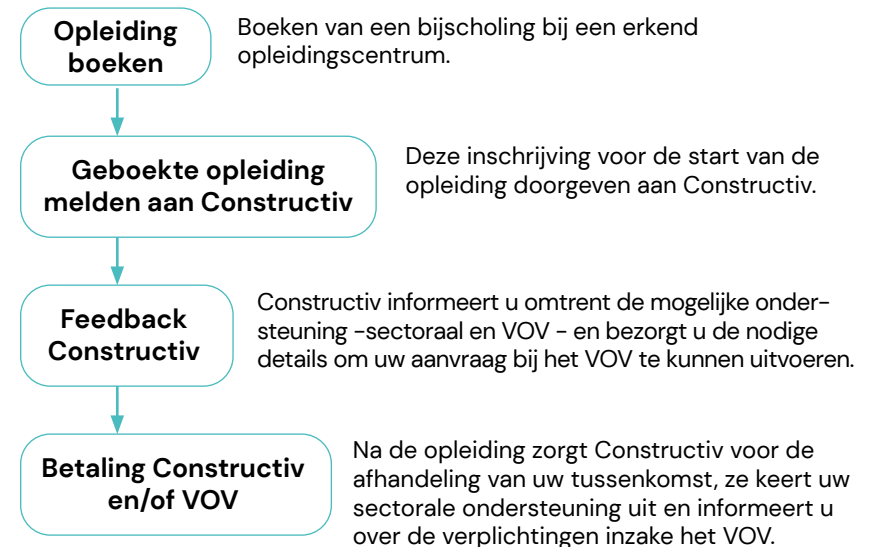 Opleiding
boeken
Boeken van een bijscholing bij een erkend
opleidingscentrum.
Geboekte opleiding
melden aan Constructiv
Deze inschrijving voor de start van de
opleiding doorgeven aan Constructiv.
Feedback
Constructiv
Constructiv informeert u omtrent de mogelijke onder-
steuning -sectoraal en VOV - en bezorgt u de nodige
details om uw aanvraag bij het VOV te kunnen uitvoeren.
Betaling Constructiv
en/of VOV
Na de opleiding zorgt Constructiv voor de
afhandeling van uw tussenkomst, ze keert uw
sectorale ondersteuning uit en informeert u
over de verplichtingen inzake het VOV.